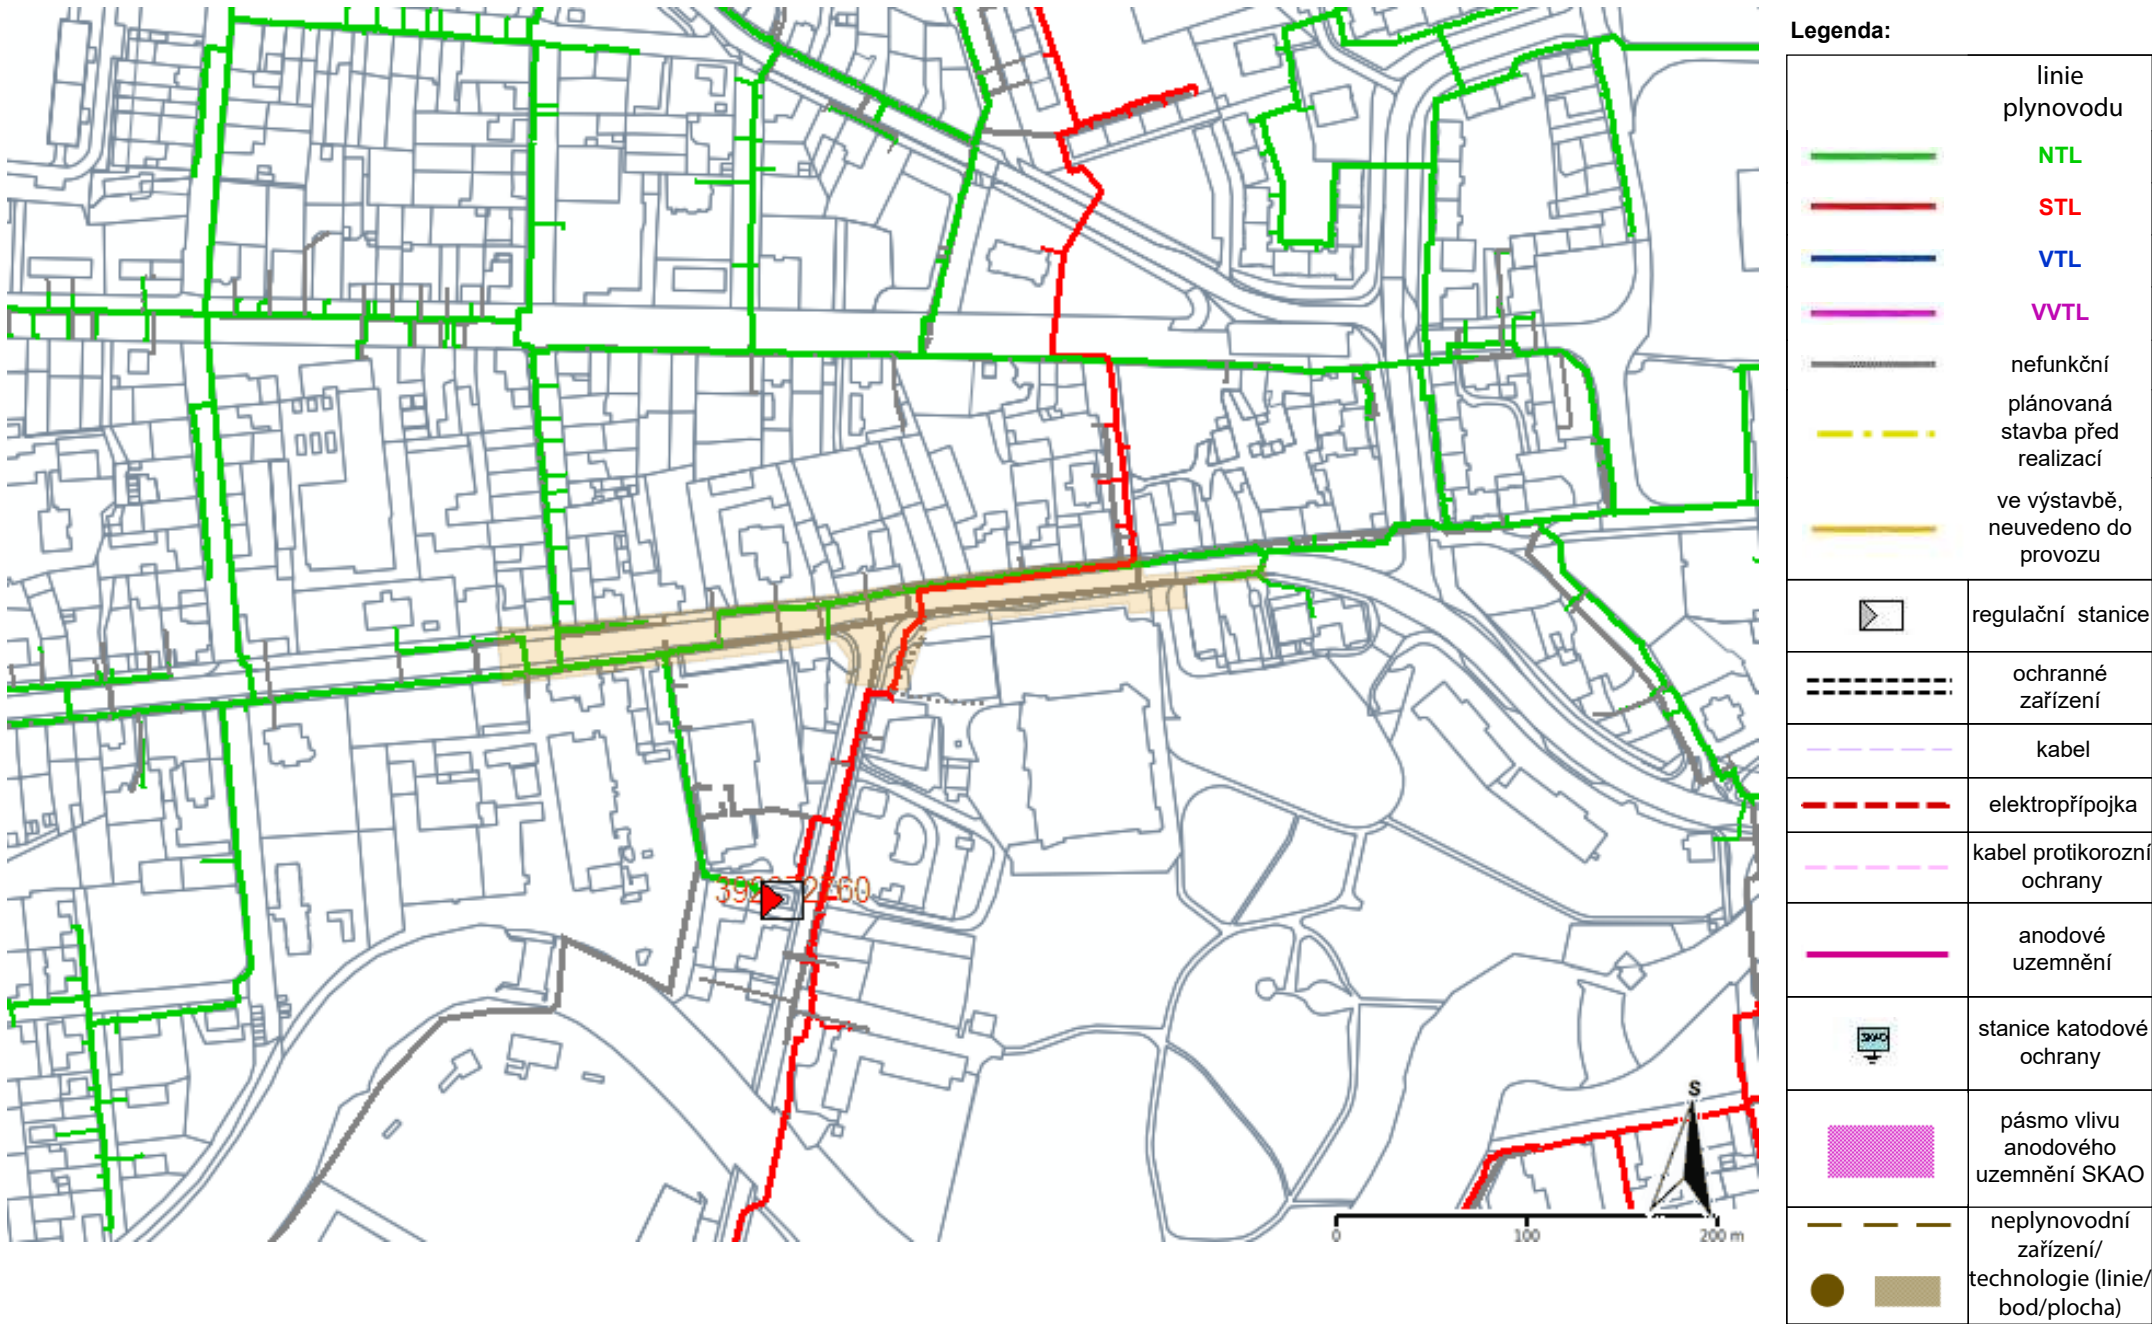 Legenda:
linie
plynovodu
NTL
STL
VTL
VVTL
nefunkční
plánovaná
stavba před
realizací
ve výstavbě,
neuvedeno do
provozu
regulační stanice
ochranné
zařízení
kabel
elektropřípojka
kabel protikorozní
ochrany
anodové
uzemnění
SKAO
stanice katodové
ochrany
pásmo vlivu
anodového
uzemnění SKAO
neplynovodní
zařízení/
technologie (linie/
bod/plocha)
S
0 100 200 m